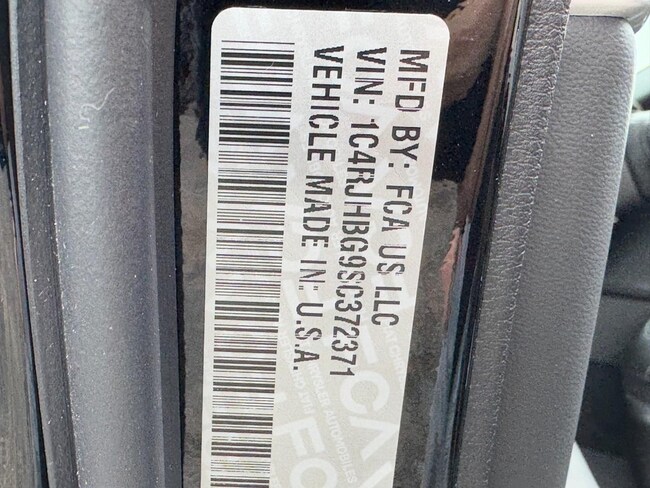 MFD BY: FCA US LLC
VIN: 1C4RJHBG9SC372371
VEHICLE MADE IN: U.S.A.